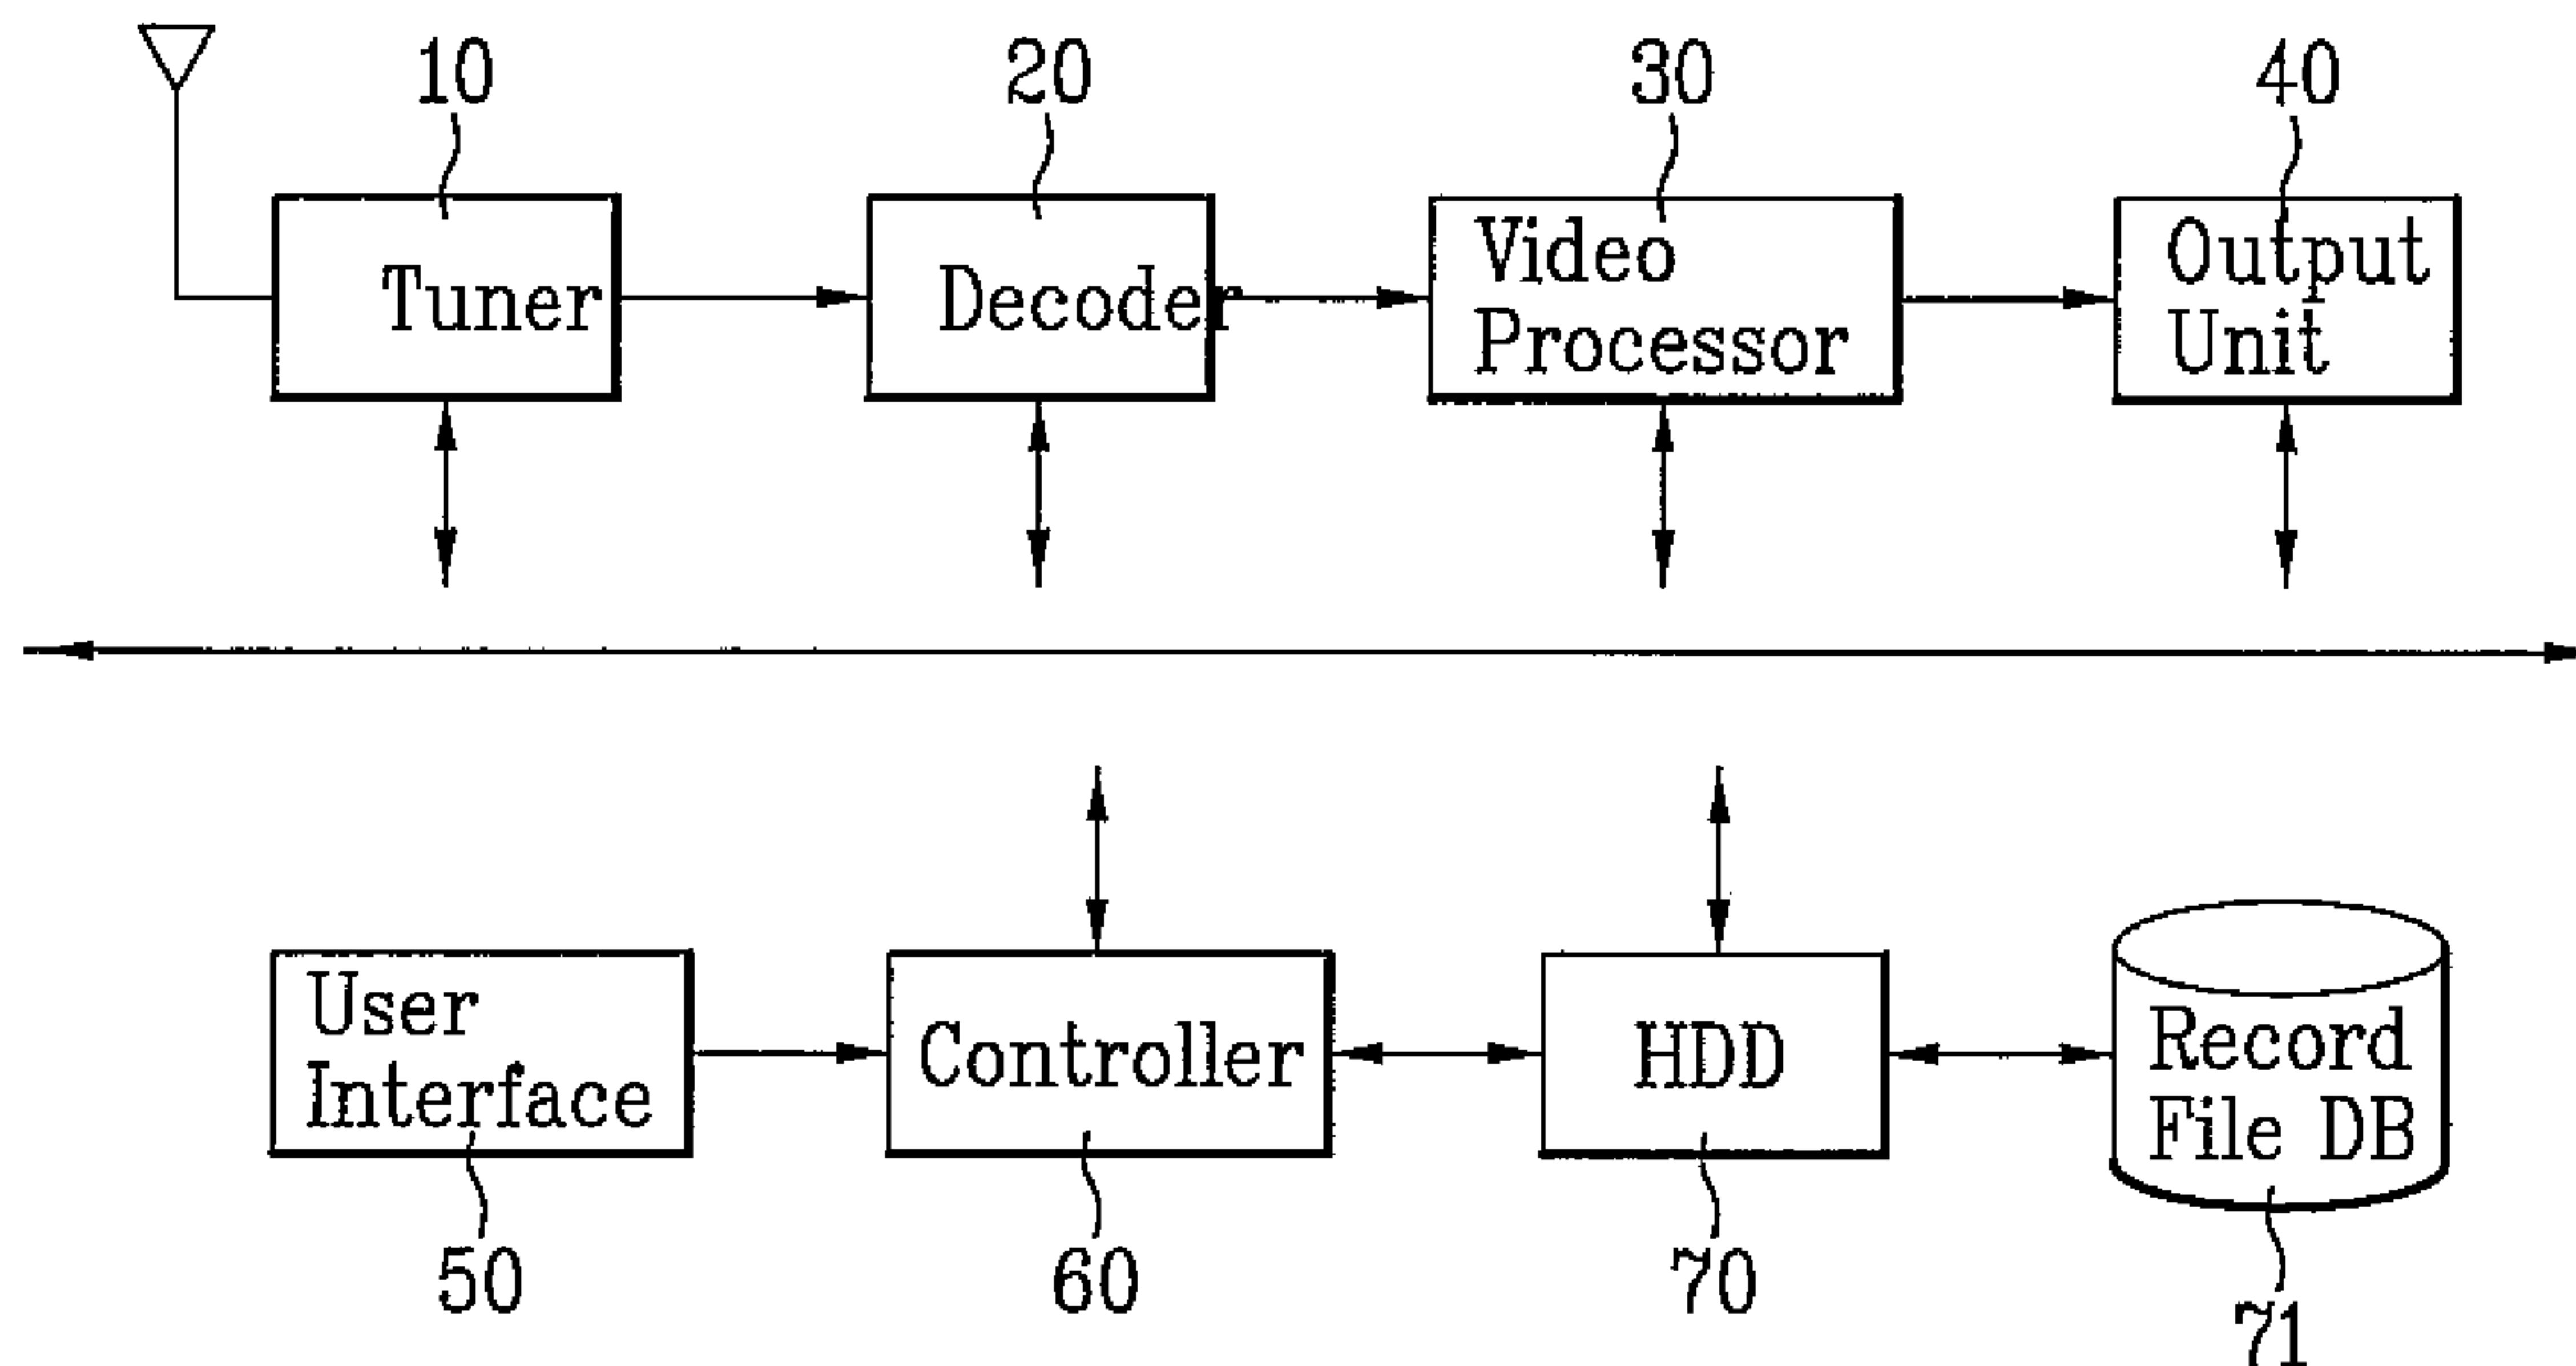 10
20
30
40
Tuner
Decoder
Video
Processor
Output
Unit
User
Interface
Controller
HDD
Record
File DB
50
60
70
71